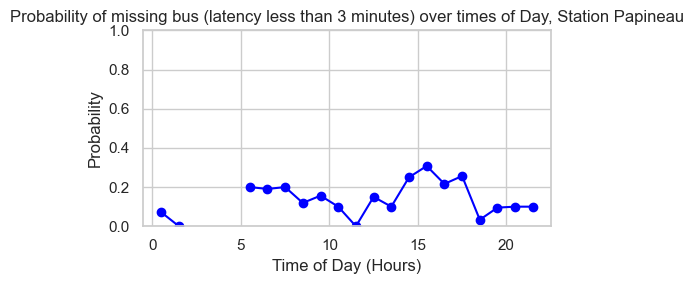 Probability of missing bus (latency less than 3 minutes) over times of Day, Station Papineau
1.0
0.8
0.6
0.4
0.2
0.0
Probability
0 5 10 15 20
Time of Day (Hours)